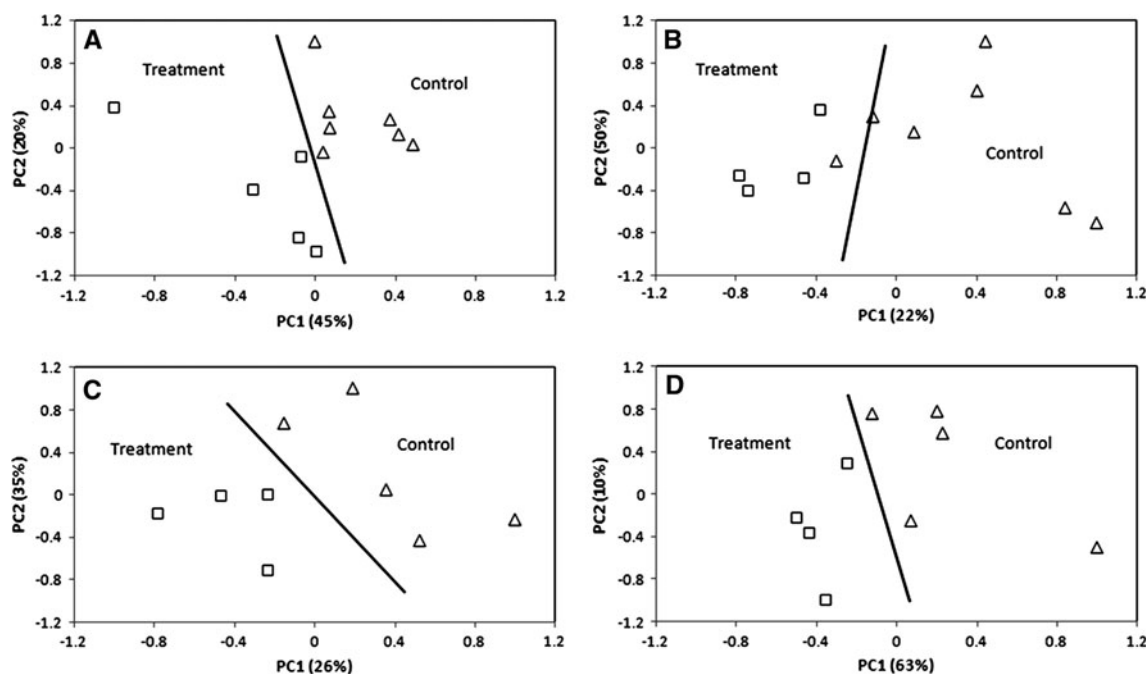 A
Treatment
Control
PC2 (20%)
1.2
0.8
0.4
0
-0.4
-0.8
-1.2
-1.2 -0.8 -0.4 0 0.4 0.8 1.2
PC1 (45%)
B
Treatment
Control
PC2 (50%)
1.2
0.8
0.4
0
-0.4
-0.8
-1.2
-1.2 -0.8 -0.4 0 0.4 0.8 1.2
PC1 (22%)
C
Treatment
Control
PC2 (35%)
1.2
0.8
0.4
0
-0.4
-0.8
-1.2
-1.2 -0.8 -0.4 0 0.4 0.8 1.2
PC1 (26%)
D
Treatment
Control
PC2 (10%)
1.2
0.8
0.4
0
-0.4
-0.8
-1.2
-1.2 -0.8 -0.4 0 0.4 0.8 1.2
PC1 (63%)